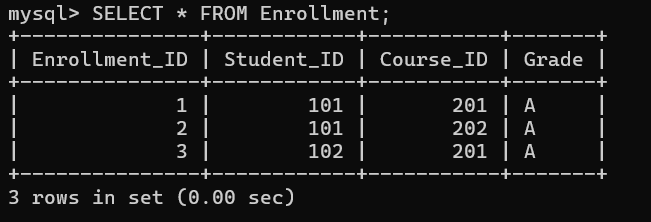 mysql> SELECT * FROM Enrollment;
+---------------+------------+-----------+-------+
| Enrollment_ID | Student_ID | Course_ID | Grade |
+---------------+------------+-----------+-------+
|             1 |        101 |       201 | A     |
|             2 |        101 |       202 | A     |
|             3 |        102 |       201 | A     |
+---------------+------------+-----------+-------+
3 rows in set (0.00 sec)